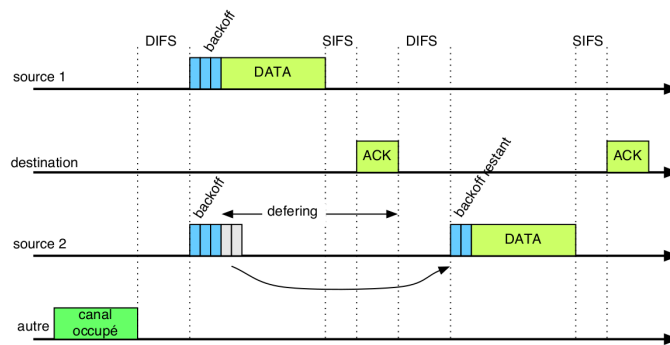 DIFS
backoff
SIFS
DIFS
SIFS
source 1
DATA
destination
ACK
ACK
backoff
defering
backoff restant
source 2
DATA
autre
canal
occupé